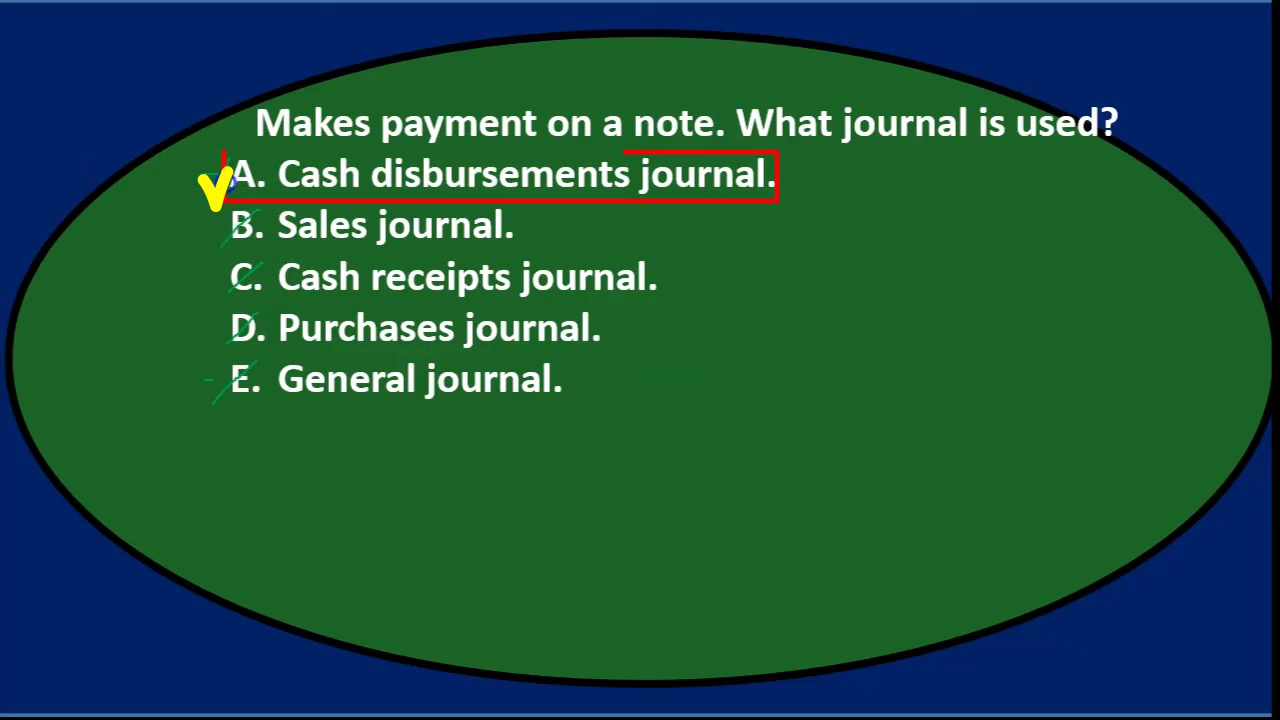 Makes payment on a note. What journal is used?
A. Cash disbursements journal.
B. Sales journal.
C. Cash receipts journal.
D. Purchases journal.
E. General journal.